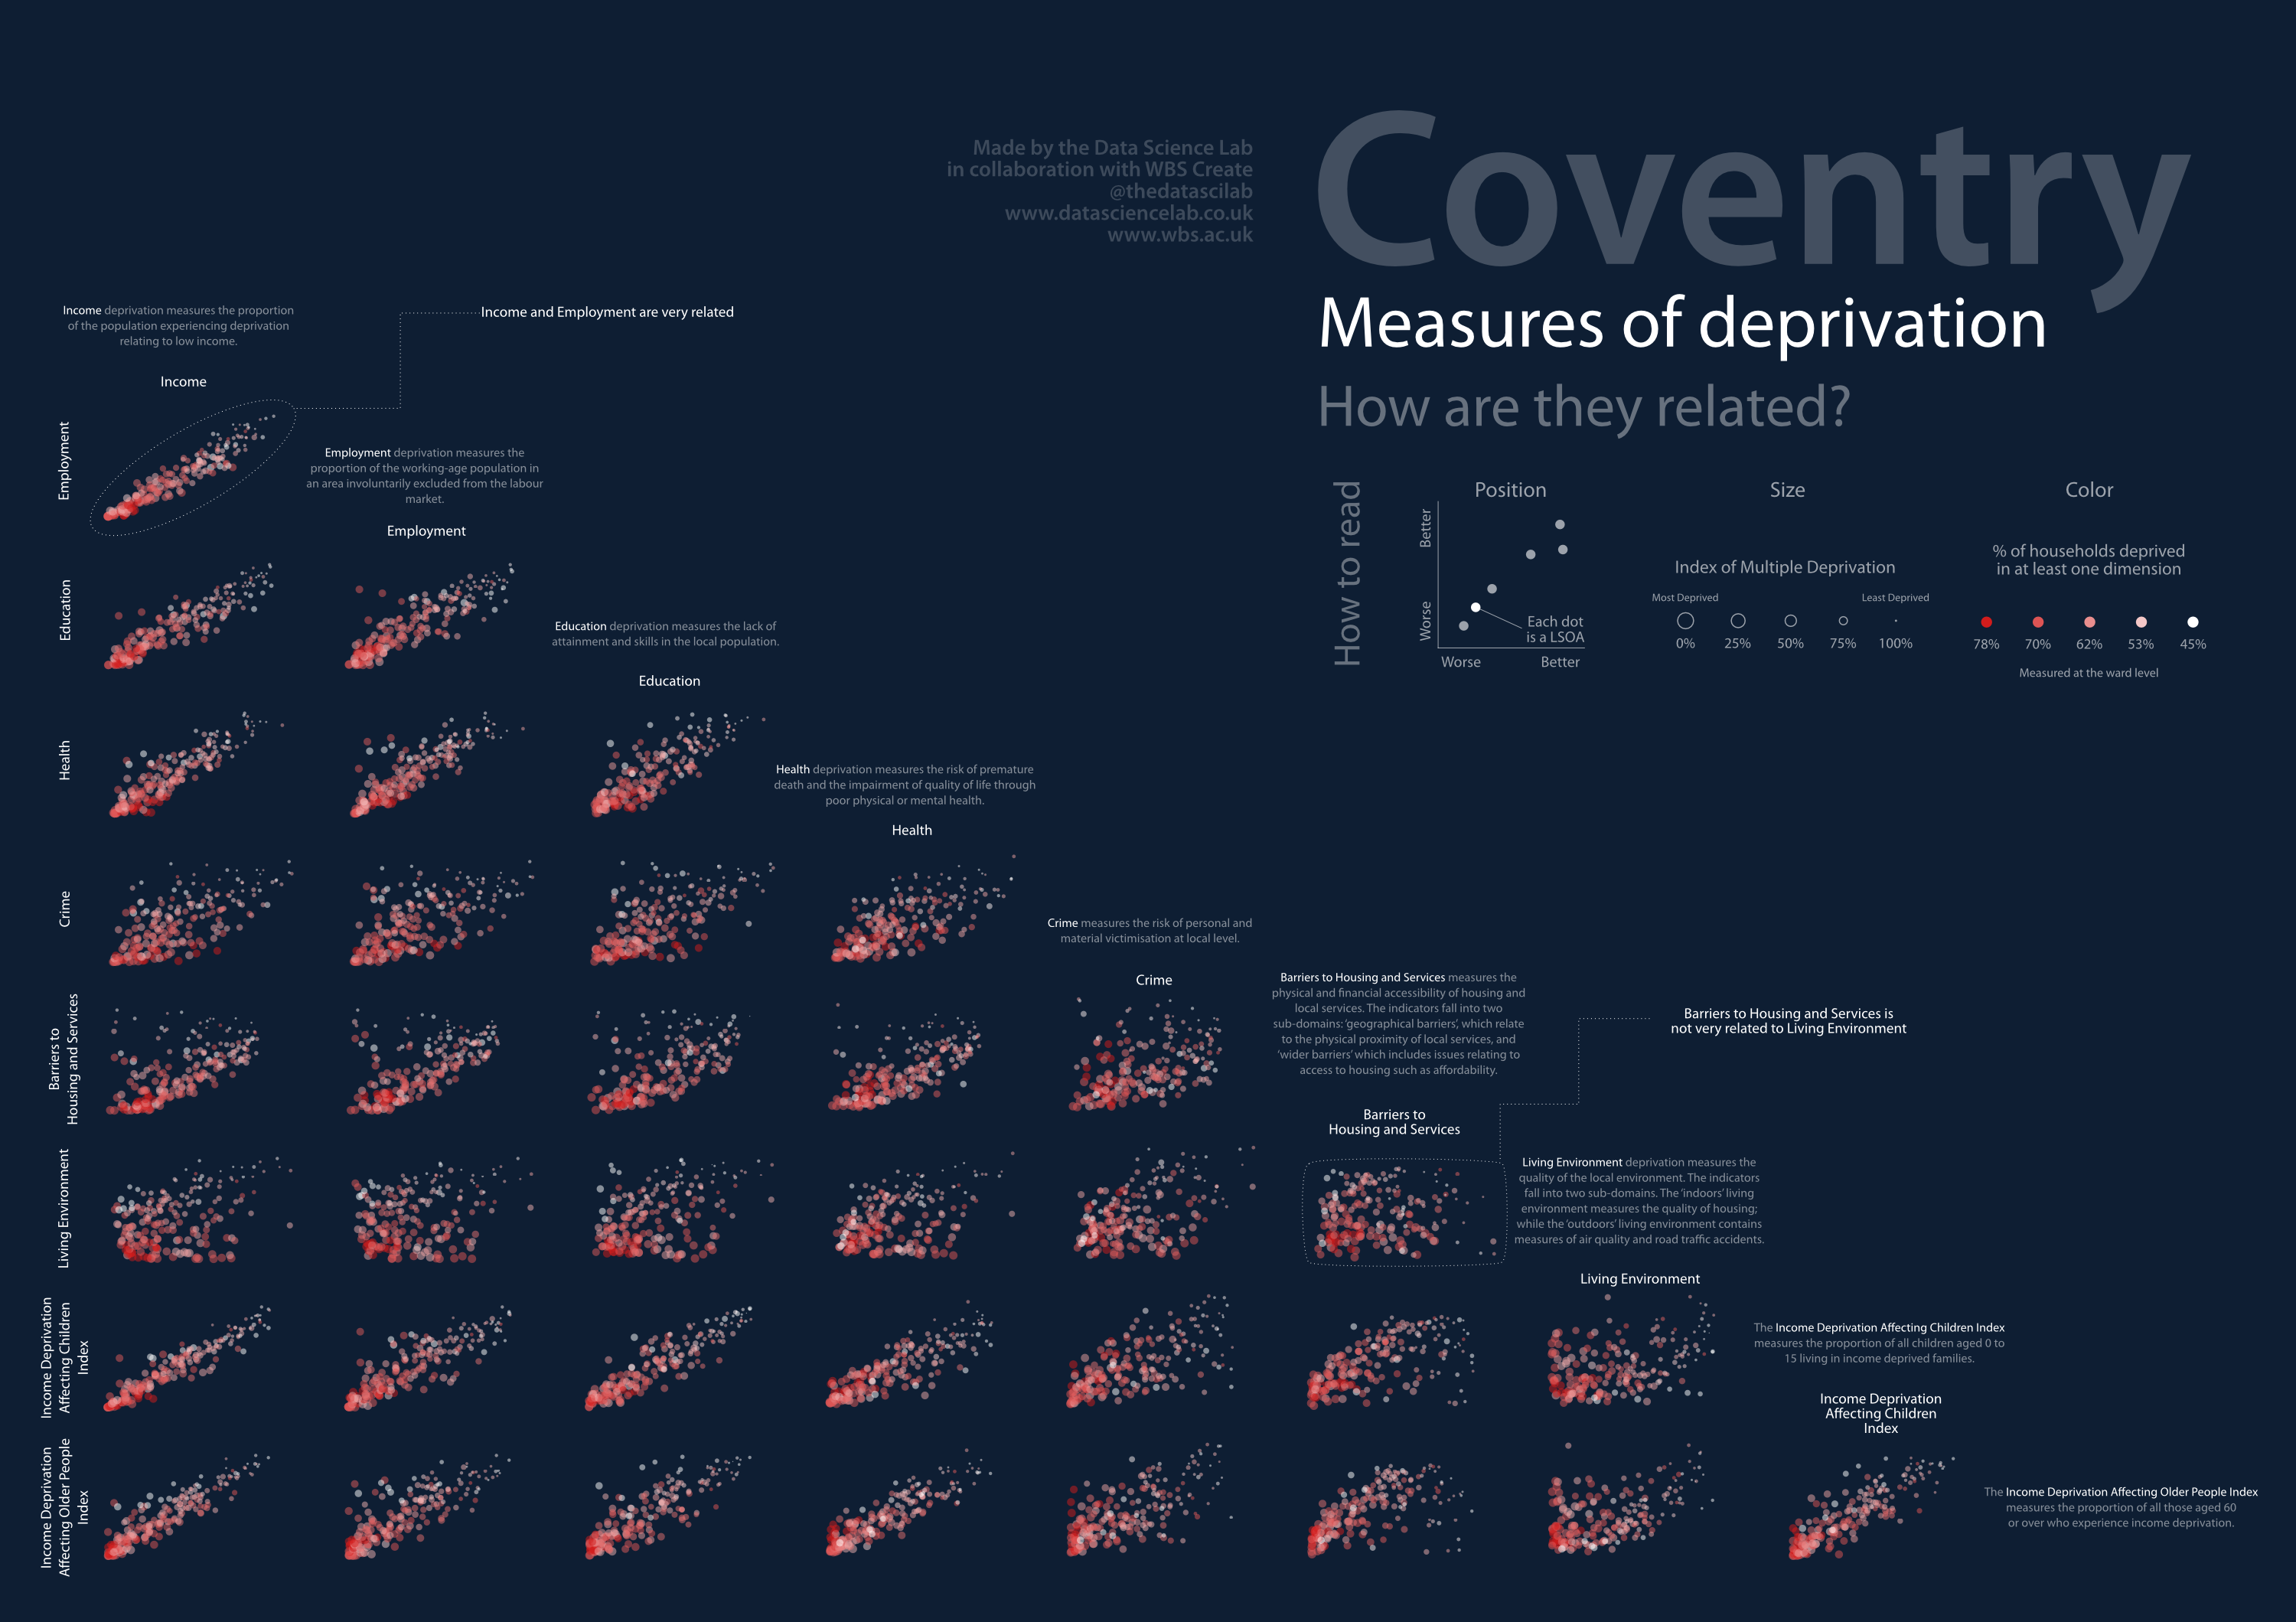 Made by the Data Science Lab
in collaboration with WBS Create
@thedatascilab
www.datasciencelab.co.uk
www.wbs.ac.uk
Coventry
Measures of deprivation
How are they related?
How to read
Position
Better
Worse
Each dot
is a LSOA
Worse
Better
Size
Index of Multiple Deprivation
Most Deprived
Least Deprived
0%
25%
50%
75%
100%
Color
% of households deprived
in at least one dimension
78%
70%
62%
53%
45%
Measured at the ward level
Income deprivation measures the proportion
of the population experiencing deprivation
relating to low income.
Income and Employment are very related
Income
Employment
Employment deprivation measures the
proportion of the working-age population in
an area involuntarily excluded from the labour
market.
Employment
Education
Education deprivation measures the lack of
attainment and skills in the local population.
Education
Health
Health deprivation measures the risk of premature
death and the impairment of quality of life through
poor physical or mental health.
Health
Crime
Crime measures the risk of personal and
material victimisation at local level.
Crime
Barriers to
Housing and Services
Barriers to Housing and Services measures the
physical and financial accessibility of housing and
local services. The indicators fall into two
sub-domains: ‘geographical barriers’, which relate
to the physical proximity of local services, and
‘wider barriers’ which includes issues relating to
access to housing such as affordability.
Barriers to Housing and Services is
not very related to Living Environment
Barriers to
Housing and Services
Living Environment
Living Environment deprivation measures the
quality of the local environment. The indicators
fall into two sub-domains. The ‘indoors’ living
environment measures the quality of housing;
while the ‘outdoors’ living environment contains
measures of air quality and road traffic accidents.
Living Environment
Income Deprivation
Affecting Children
Index
The Income Deprivation Affecting Children Index
measures the proportion of all children aged 0 to
15 living in income deprived families.
Income Deprivation
Affecting Children
Index
Income Deprivation
Affecting Older People
Index
The Income Deprivation Affecting Older People Index
measures the proportion of all those aged 60
or over who experience income deprivation.